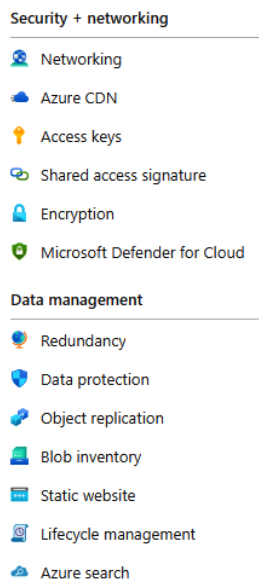 Security + networking
Networking
Azure CDN
Access keys
Shared access signature
Encryption
Microsoft Defender for Cloud
Data management
Redundancy
Data protection
Object replication
Blob inventory
Static website
Lifecycle management
Azure search